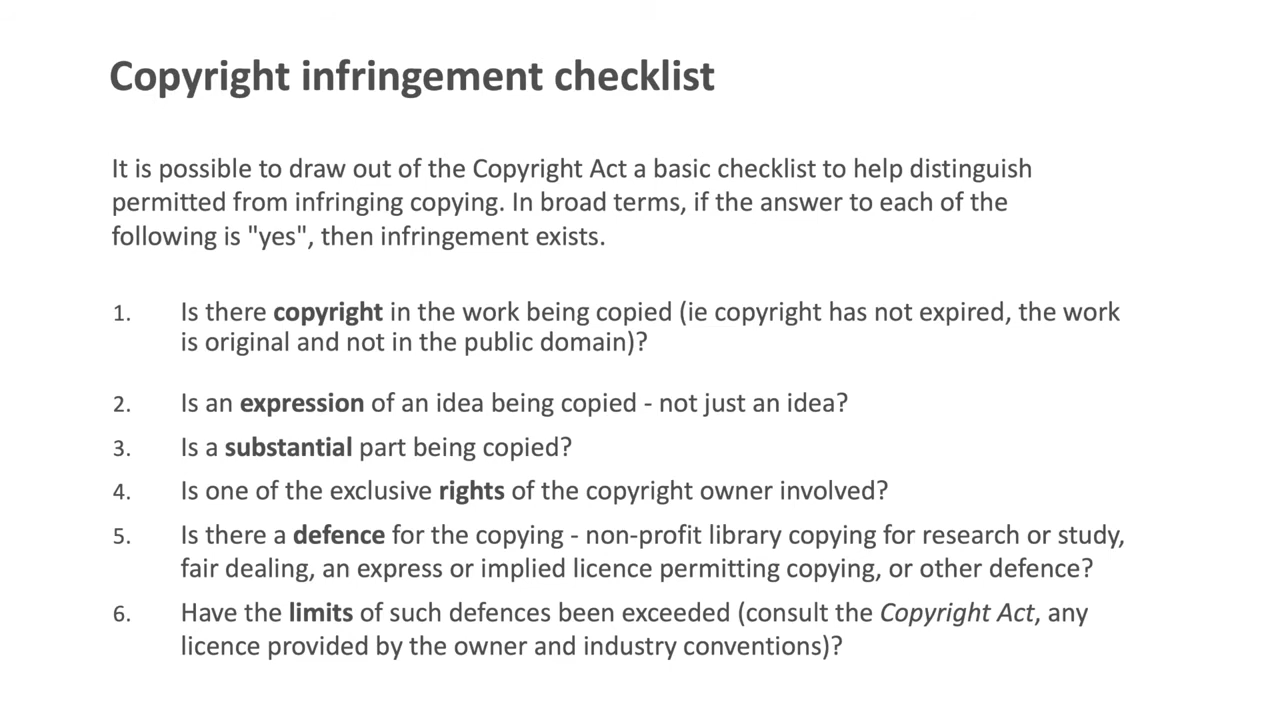 Copyright infringement checklist
It is possible to draw out of the Copyright Act a basic checklist to help distinguish
permitted from infringing copying. In broad terms, if the answer to each of the
following is "yes", then infringement exists.
1. Is there copyright in the work being copied (ie copyright has not expired, the work
is original and not in the public domain)?
2. Is an expression of an idea being copied - not just an idea?
3. Is a substantial part being copied?
4. Is one of the exclusive rights of the copyright owner involved?
5. Is there a defence for the copying - non-profit library copying for research or study,
fair dealing, an express or implied licence permitting copying, or other defence?
6. Have the limits of such defences been exceeded (consult the Copyright Act, any
licence provided by the owner and industry conventions)?